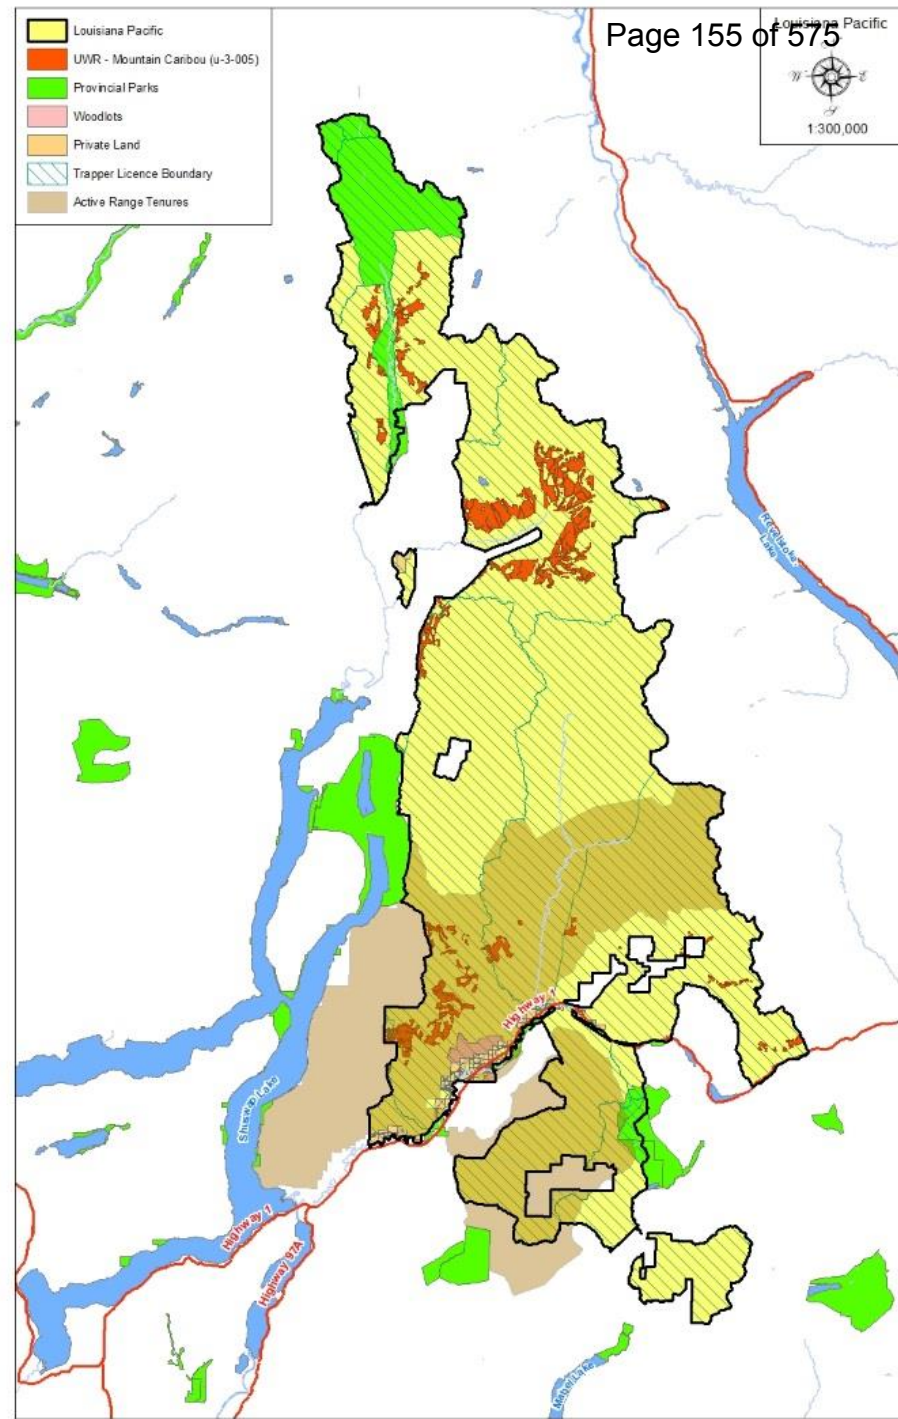 Louisiana Pacific
UWR - Mountain Caribou (u-3-005)
Provincial Parks
Woodlots
Private Land
Trapper Licence Boundary
Active Range Tenures
Page 155 of 575
Louisiana Pacific
W E
S
1:300,000
Revelstoke
Lake
Highway 1
Shuswap Lake
Highway 1
Highway 97A
Mabel Lake